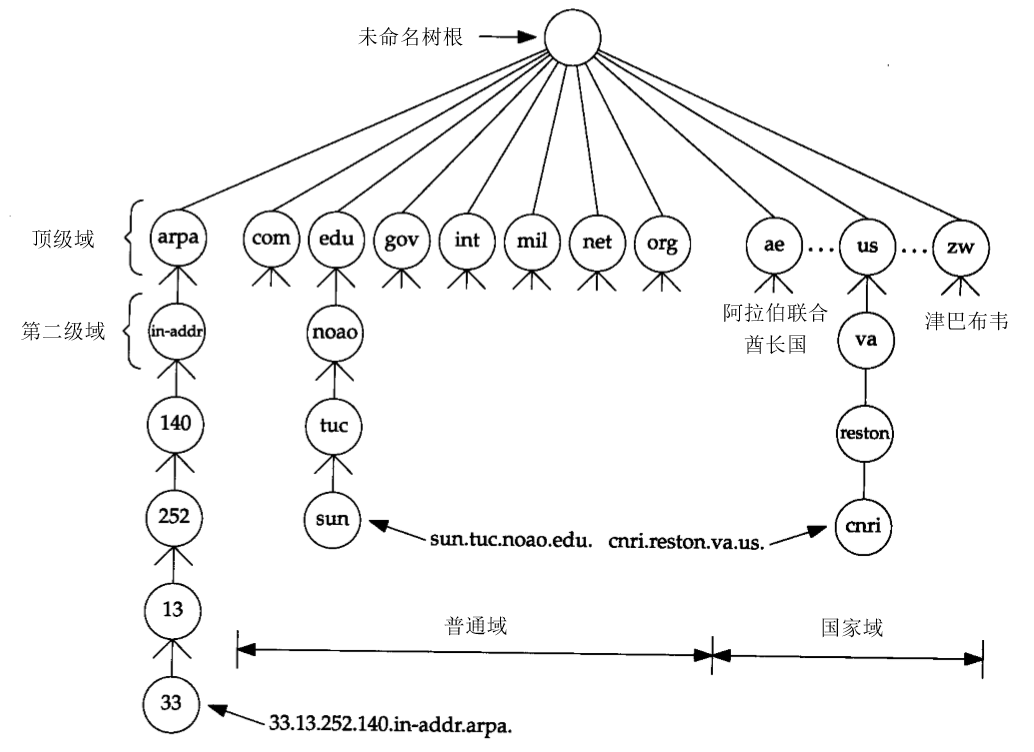 未命名树根
顶级域
arpa
com
edu
gov
int
mil
net
org
ae
...
us
...
zw
第二级域
in-addr
noao
阿拉伯联合
酋长国
va
津巴布韦
140
tuc
reston
252
sun
sun.tuc.noao.edu.
cnri.reston.va.us.
cnri
13
普通域
国家域
33
33.13.252.140.in-addr.arpa.